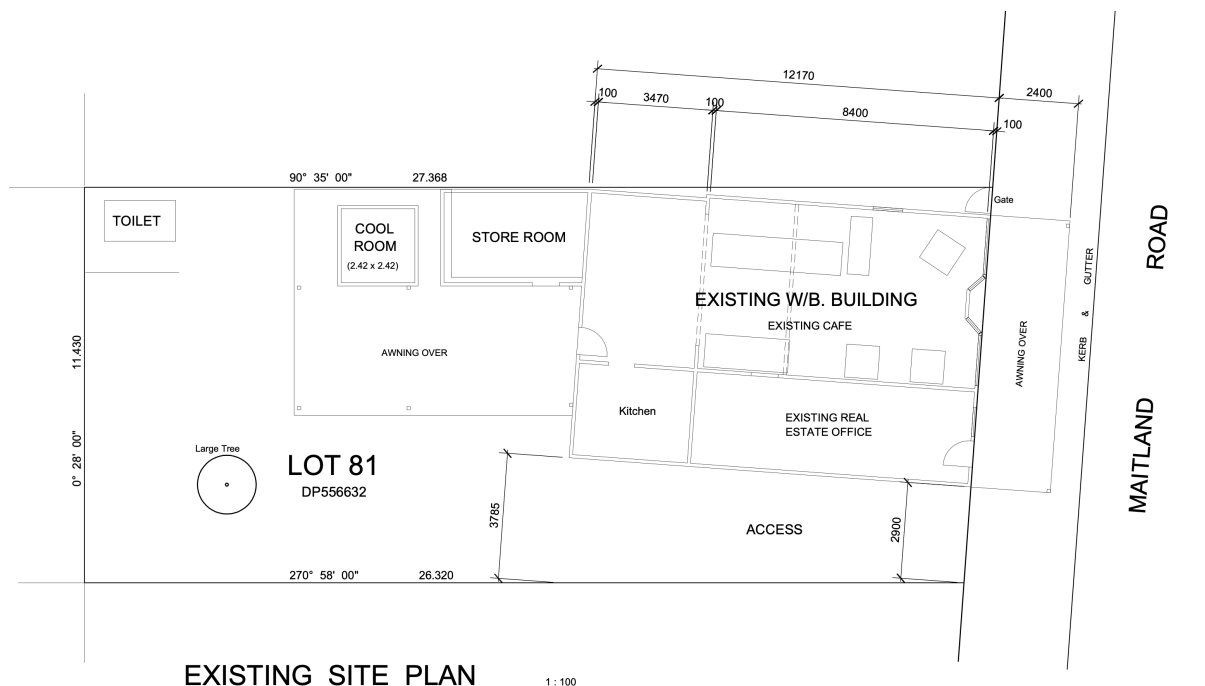 12170
2400
100
3470
100
8400
100
90° 35' 00"
27.368
Gate
TOILET
COOL
ROOM
(2.42 x 2.42)
STORE ROOM
ROAD
KERB & GUTTER
EXISTING W/B. BUILDING
EXISTING CAFE
AWNING OVER
AWNING OVER
11.430
0° 28' 00"
Kitchen
EXISTING REAL
ESTATE OFFICE
MAITLAND
Large Tree
LOT 81
DP556632
3785
2900
ACCESS
270° 58' 00"
26.320
EXISTING SITE PLAN
1 : 100